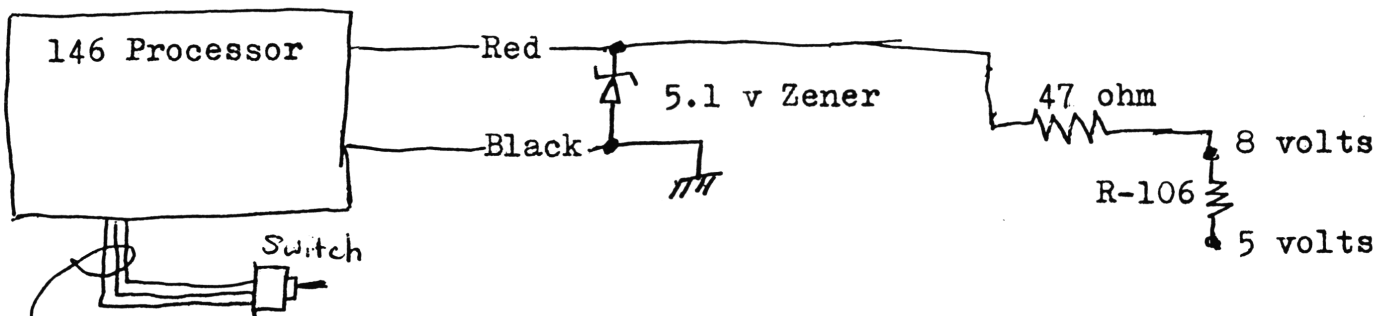 146 Processor
Red
5.1 v Zener
47 ohm
Black
8 volts
R-106
5 volts
Switch